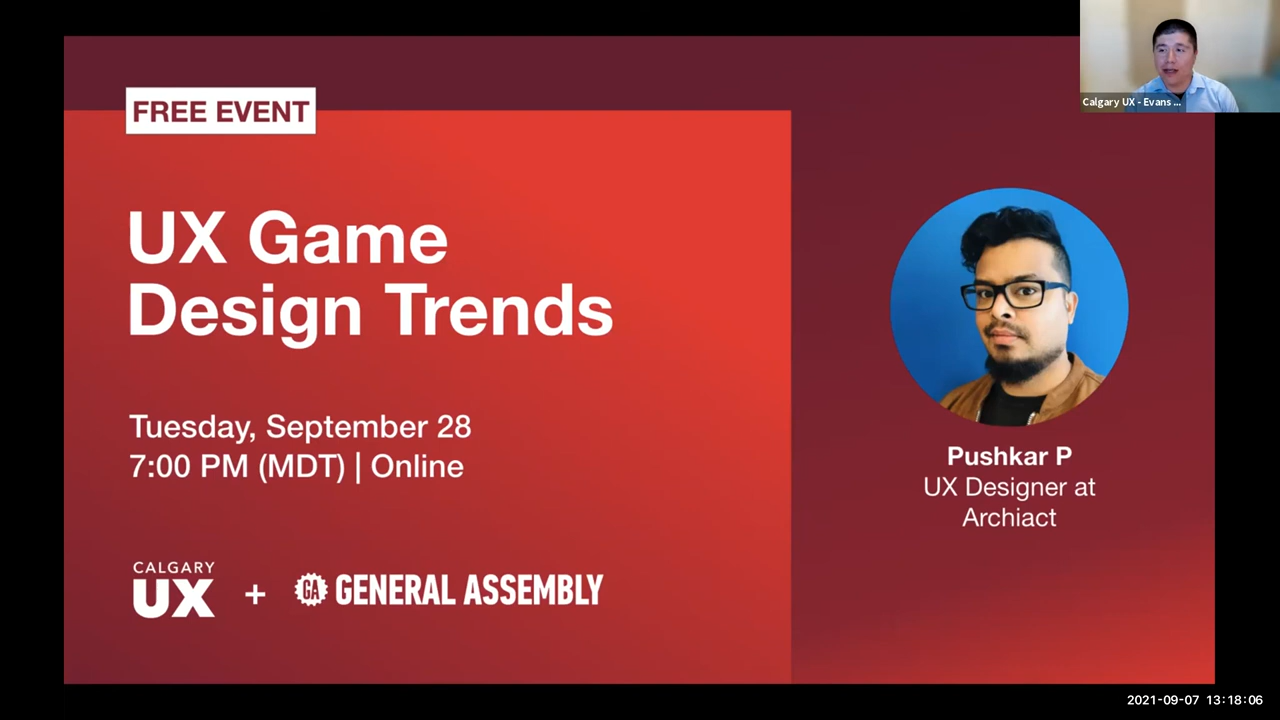 FREE EVENT
UX Game
Design Trends
Tuesday, September 28
7:00 PM (MDT) | Online
CALGARY
UX
+
GA
GENERAL ASSEMBLY
Pushkar P
UX Designer at
Archiact
Calgary UX - Evans ...
2021-09-07 13:18:06